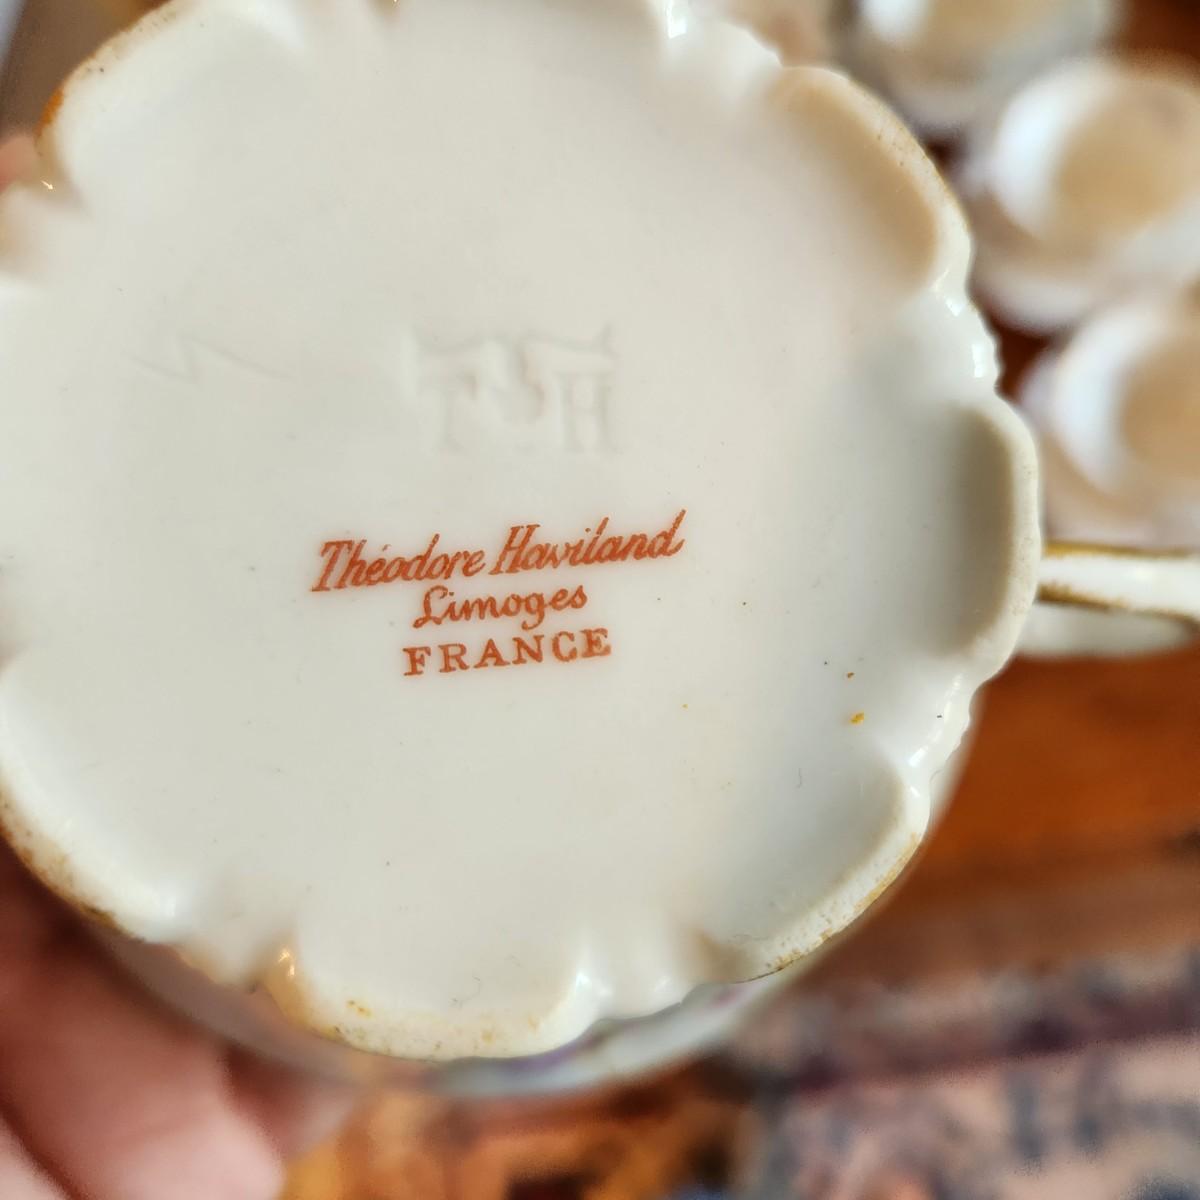 T H
Théodore Haviland
Limoges
FRANCE